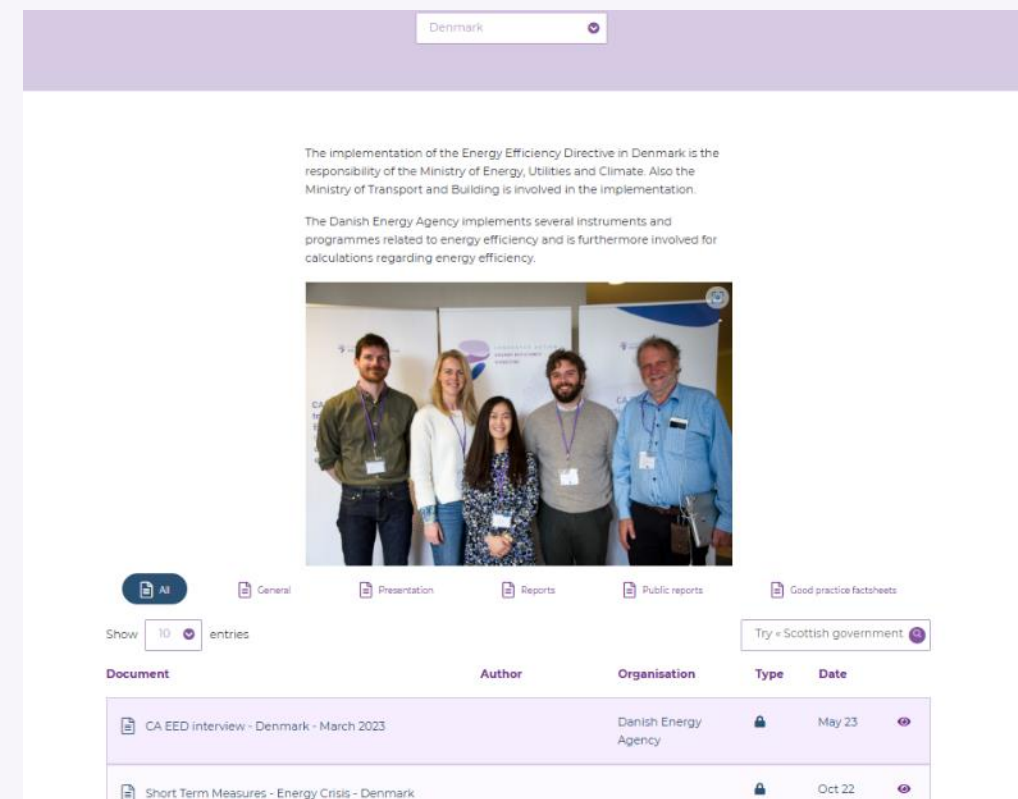 Denmark
The implementation of the Energy Efficiency Directive in Denmark is the
responsibility of the Ministry of Energy, Utilities and Climate. Also the
Ministry of Transport and Building is involved in the implementation.
The Danish Energy Agency implements several instruments and
programmes related to energy efficiency and is furthermore involved for
calculations regarding energy efficiency.
All General Presentation Reports Public reports Good practice factsheets
Show 10 entries Try « Scottish government
Document Author Organisation Type Date
CA EED interview - Denmark - March 2023 Danish Energy May 23
Agency
Short Term Measures - Energy Crisis - Denmark Oct 22